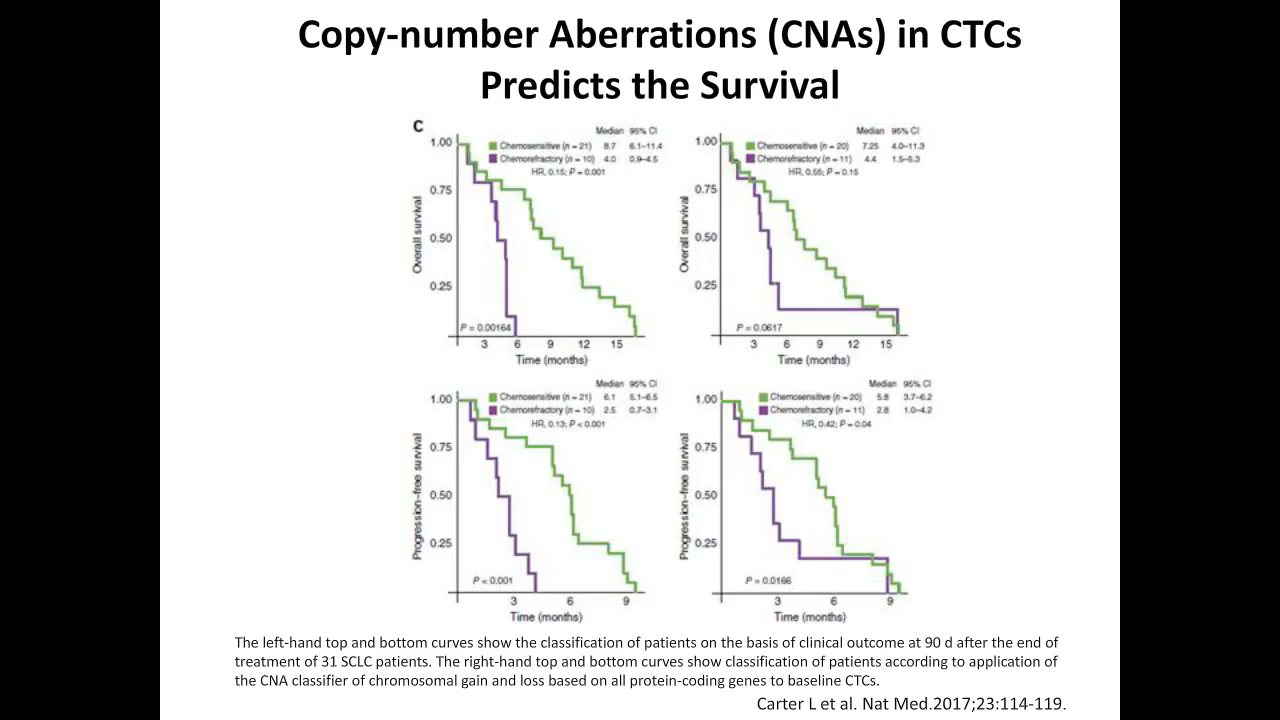 Copy-number Aberrations (CNAs) in CTCs
Predicts the Survival
C
Median 95% CI
Chemosensitive (n = 21) 8.7 6.1–11.4
Chemorefractory (n = 10) 4.0 0.9–4.5
HR, 0.15; P = 0.001
1.00
0.75
0.50
0.25
Overall survival
P = 0.00164
3 6 9 12 15
Time (months)
Median 95% CI
Chemosensitive (n = 20) 7.25 4.0–11.3
Chemorefractory (n = 11) 4.4 1.5–5.3
HR, 0.55; P = 0.15
1.00
0.75
0.50
0.25
Overall survival
P = 0.0617
3 6 9 12 15
Time (months)
Median 95% CI
Chemosensitive (n = 21) 6.1 5.1–6.5
Chemorefractory (n = 10) 2.5 0.7–3.1
HR, 0.13; P < 0.001
1.00
0.75
0.50
0.25
Progression-free survival
P < 0.001
3 6 9
Time (months)
Median 95% CI
Chemosensitive (n = 20) 5.8 3.7–6.2
Chemorefractory (n = 11) 2.8 1.0–4.2
HR, 0.42; P = 0.04
1.00
0.75
0.50
0.25
Progression-free survival
P = 0.0166
3 6 9
Time (months)
The left-hand top and bottom curves show the classification of patients on the basis of clinical outcome at 90 d after the end of
treatment of 31 SCLC patients. The right-hand top and bottom curves show classification of patients according to application of
the CNA classifier of chromosomal gain and loss based on all protein-coding genes to baseline CTCs.
Carter L et al. Nat Med.2017;23:114-119.